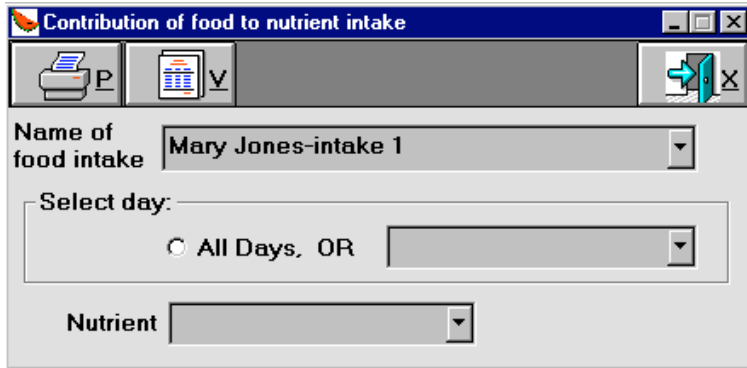 Contribution of food to nutrient intake
P V X
Name of
food intake
Mary Jones-intake 1
Select day:
All Days, OR
Nutrient